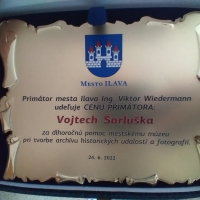 Mesto ILAVA
Primátor mesta Ilava Ing. Viktor Wiedermann
udeľuje CENU PRIMÁTORA:
Vojtech Sorluška
za dlhoročnú pomoc mestskému múzeu
pri tvorbe archívu historických udalostí a fotografií.
26. 6. 2022